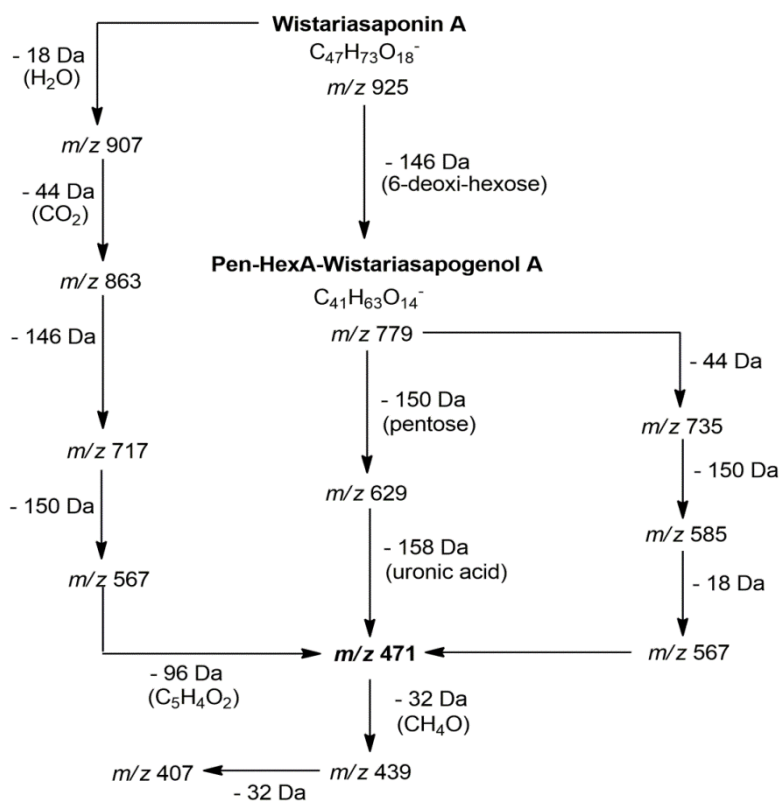 Wistariasaponin A
C₄₇H₇₃O₁₈⁻
m/z 925
- 18 Da
(H₂O)
m/z 907
- 44 Da
(CO₂)
m/z 863
- 146 Da
m/z 717
- 150 Da
m/z 567
- 96 Da
(C₅H₄O₂)
- 146 Da
(6-deoxi-hexose)
Pen-HexA-Wistariasapogenol A
C₄₁H₆₃O₁₄⁻
m/z 779
- 150 Da
(pentose)
m/z 629
- 158 Da
(uronic acid)
m/z 471
- 44 Da
m/z 735
- 150 Da
m/z 585
- 18 Da
m/z 567
- 32 Da
(CH₄O)
m/z 439
- 32 Da
m/z 407